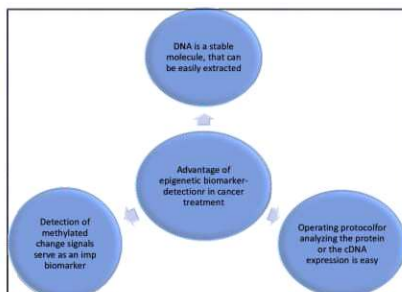 DNA is a stable
molecule, that can
be easily extracted
Advantage of
epigenetic biomarker-
detectionr in cancer
treatment
Detection of
methylated
change signals
serve as an imp
biomarker
Operating protocolfor
analyzing the protein
or the cDNA
expression is easy